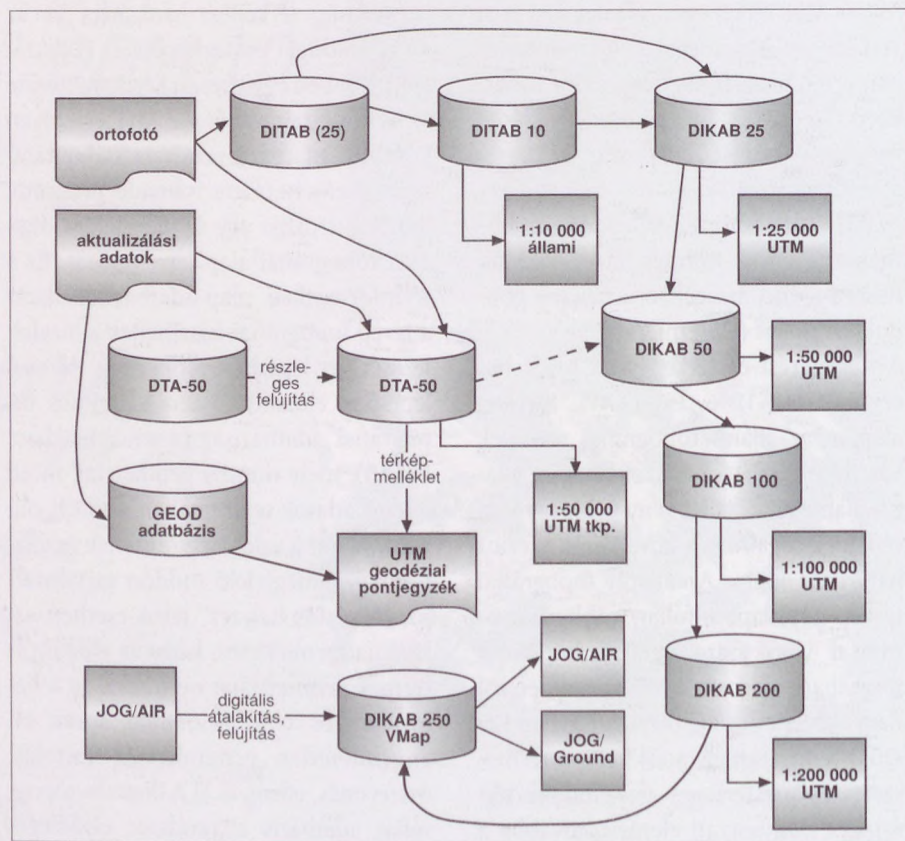 ortofotó
DITAB (25)
DITAB 10
DIKAB 25
aktualizálási
adatok
1:10 000
állami
1:25 000
UTM
DTA-50
részle-
ges
felújítás
DTA-50
DIKAB 50
1:50 000
UTM
térkép-
melléklet
DIKAB 100
GEOD
adatbázis
1:50 000
UTM tkp.
UTM
geodéziai
pontjegyzék
1:100 000
UTM
JOG/AIR
digitális
átalakítás,
felújítás
DIKAB 250
VMap
JOG/AIR
JOG/
Ground
DIKAB 200
1:200 000
UTM